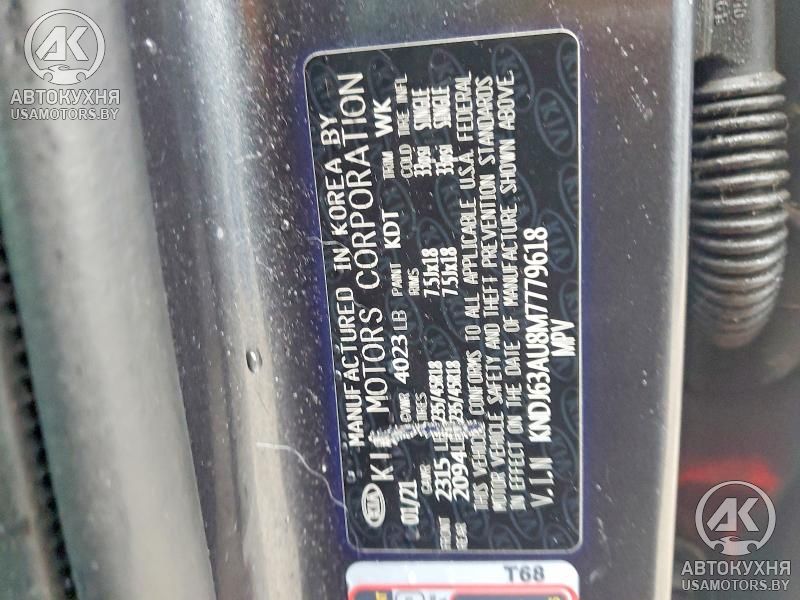 AK
АВТОКУХНЯ
USAMOTORS.BY
KIA
MANUFACTURED IN KOREA BY
MOTORS CORPORATION
01/21
GVWR 4023 LB
PAINT KDT
TRIM WK
GAWR TIRES RIMS COLD TIRE INFL
FRONT 2315 235/45R18 7.5Jx18 33psi SINGLE
REAR 2094 235/45R18 7.5Jx18 33psi SINGLE
THIS VEHICLE CONFORMS TO ALL APPLICABLE U.S.A. FEDERAL
MOTOR VEHICLE SAFETY AND THEFT PREVENTION STANDARDS
IN EFFECT ON THE DATE OF MANUFACTURE SHOWN ABOVE.
V.I.N KNDJ63AU8M7779618
MPV
T68
AK
АВТОКУХНЯ
USAMOTORS.BY